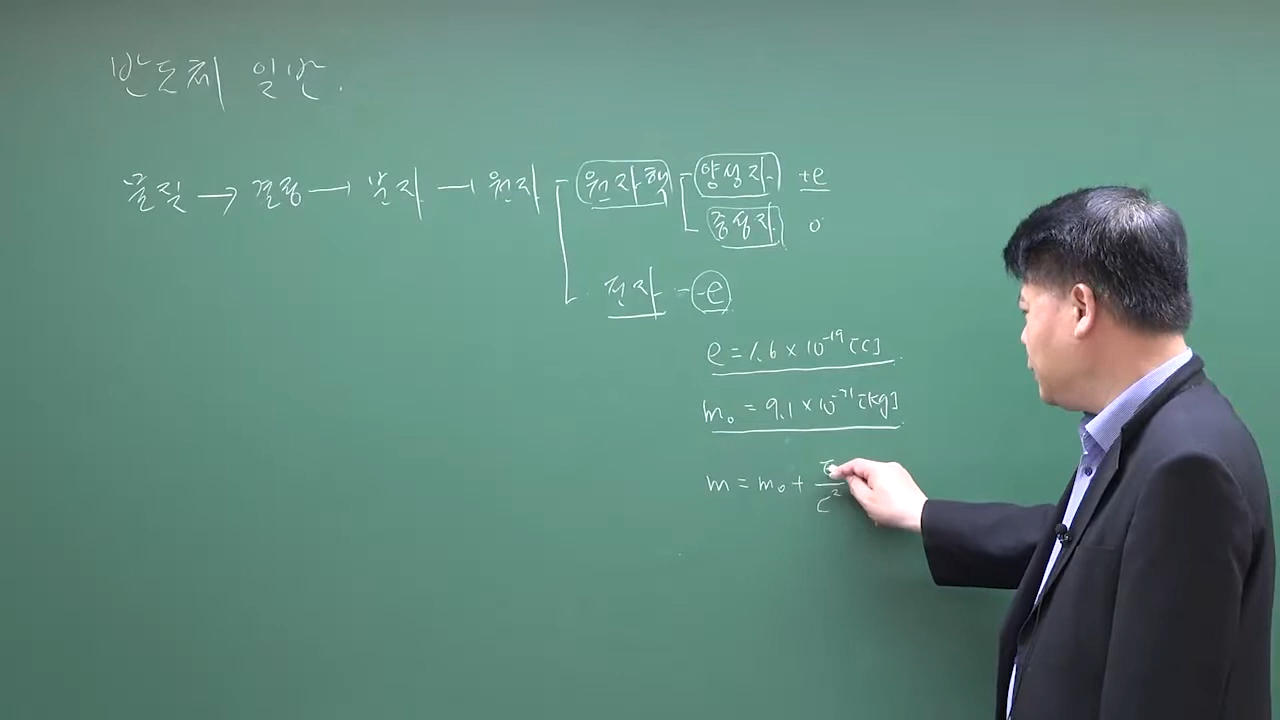 반도체 일반.
물질 → 결정 → 분자 → 원자 원자핵 양성자 +e
중성자 0
전자 -e
e = 1.6 × 10⁻¹⁹ [C]
m₀ = 9.1 × 10⁻³¹ [kg]
m = m₀ + E/c²